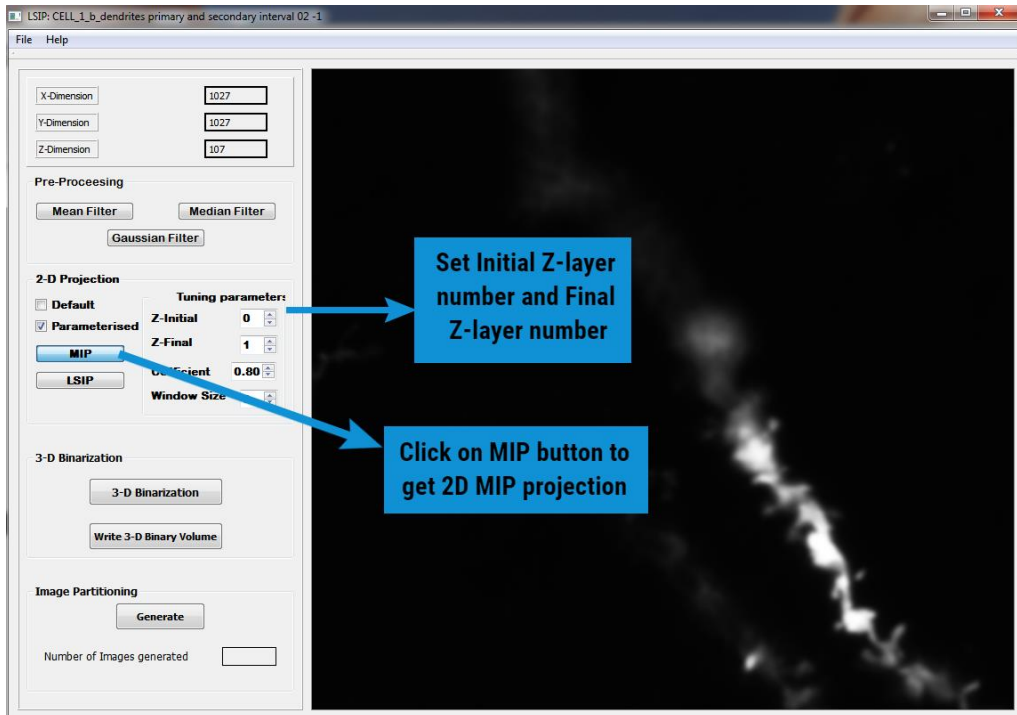 LSIP: CELL_1_b_dendrites primary and secondary interval 02 -1
File Help
X-Dimension 1027
Y-Dimension 1027
Z-Dimension 107
Pre-Proceesing
Mean Filter Median Filter
Gaussian Filter
2-D Projection
Default
Parameterised
MIP
LSIP
Tuning parameters
Z-Initial 0
Z-Final 1
0.80
Window Size
3-D Binarization
3-D Binarization
Write 3-D Binary Volume
Image Partitioning
Generate
Number of Images generated
Set Initial Z-layer
number and Final
Z-layer number
Click on MIP button to
get 2D MIP projection